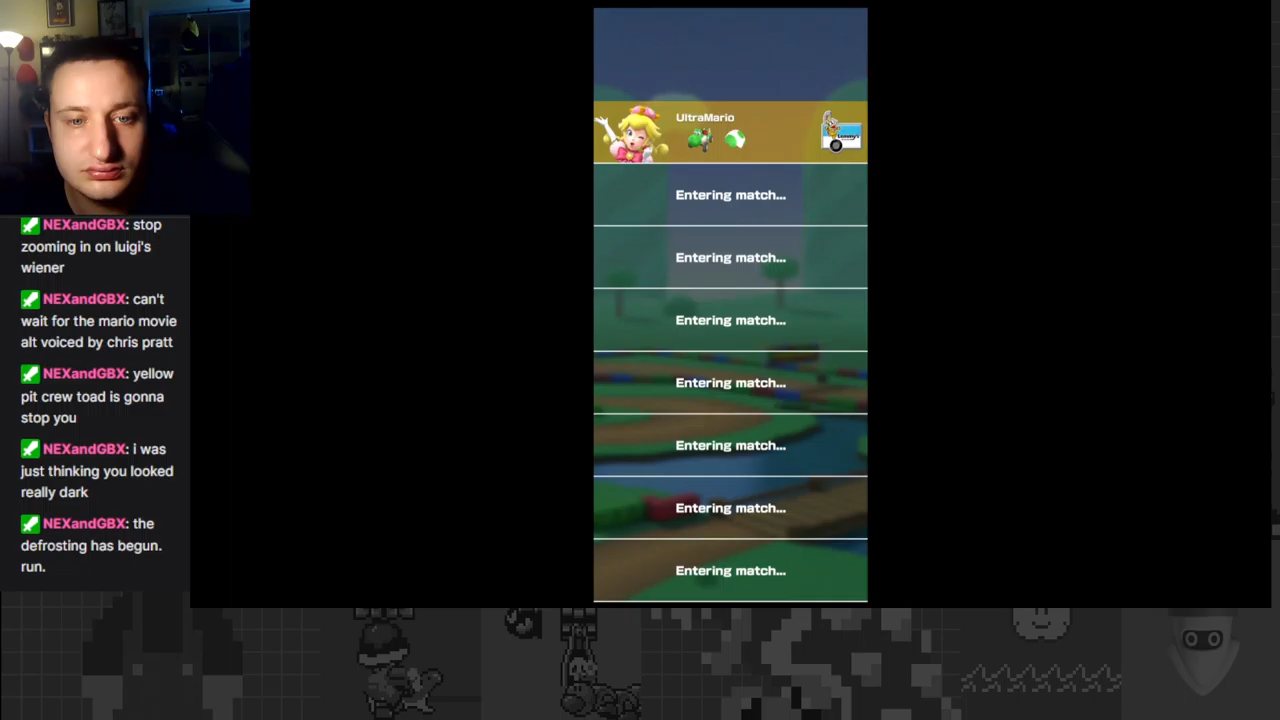 NEXandGBX: stop
zooming in on luigi's
wiener
NEXandGBX: can't
wait for the mario movie
alt voiced by chris pratt
NEXandGBX: yellow
pit crew toad is gonna
stop you
NEXandGBX: i was
just thinking you looked
really dark
NEXandGBX: the
defrosting has begun.
run.
UltraMario
Lemmy's
Entering match...
Entering match...
Entering match...
Entering match...
Entering match...
Entering match...
Entering match...